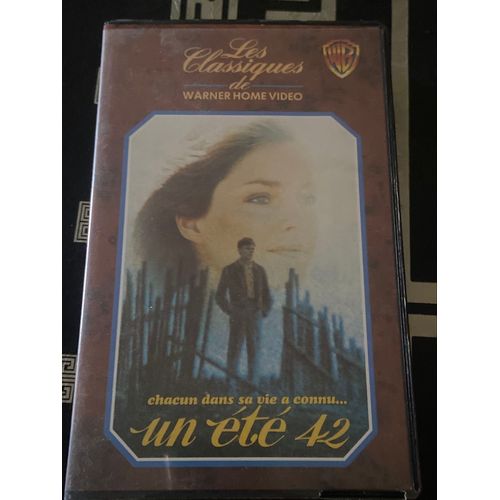 Les
Classiques
de
WARNER HOME VIDEO
WB
chacun dans sa vie a connu...
un été 42